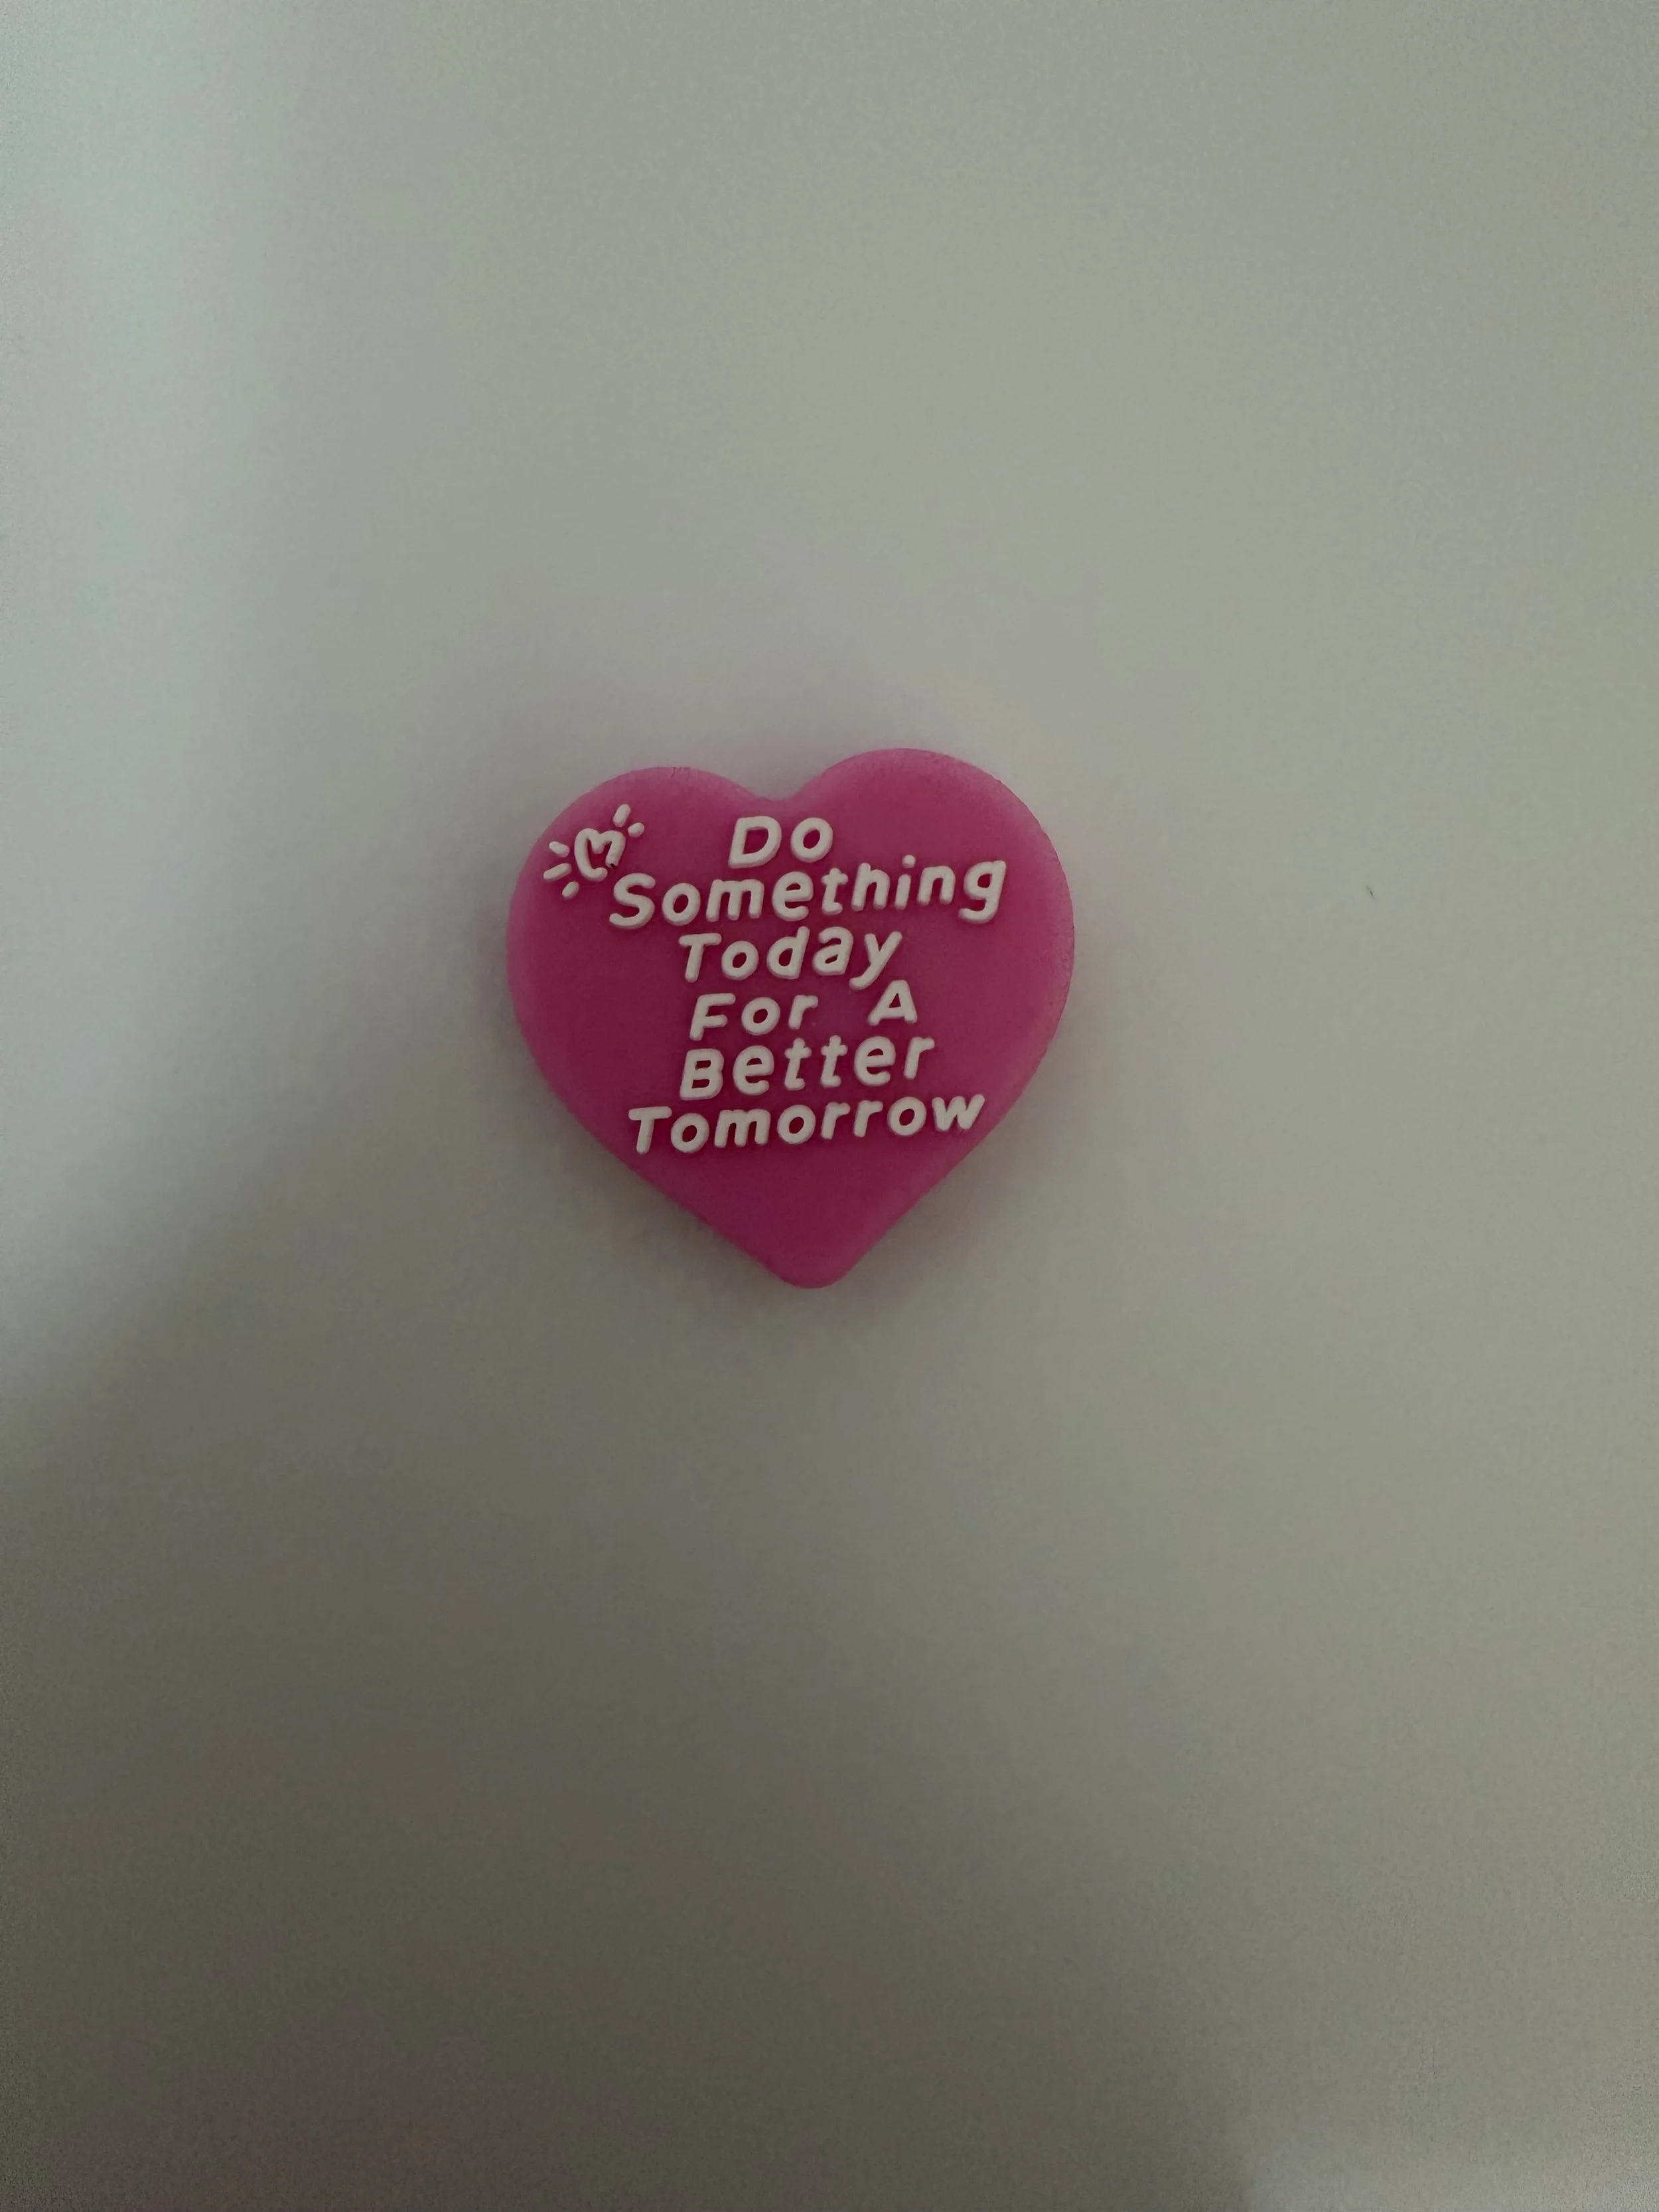 Do
Something
Today
For A
Better
Tomorrow